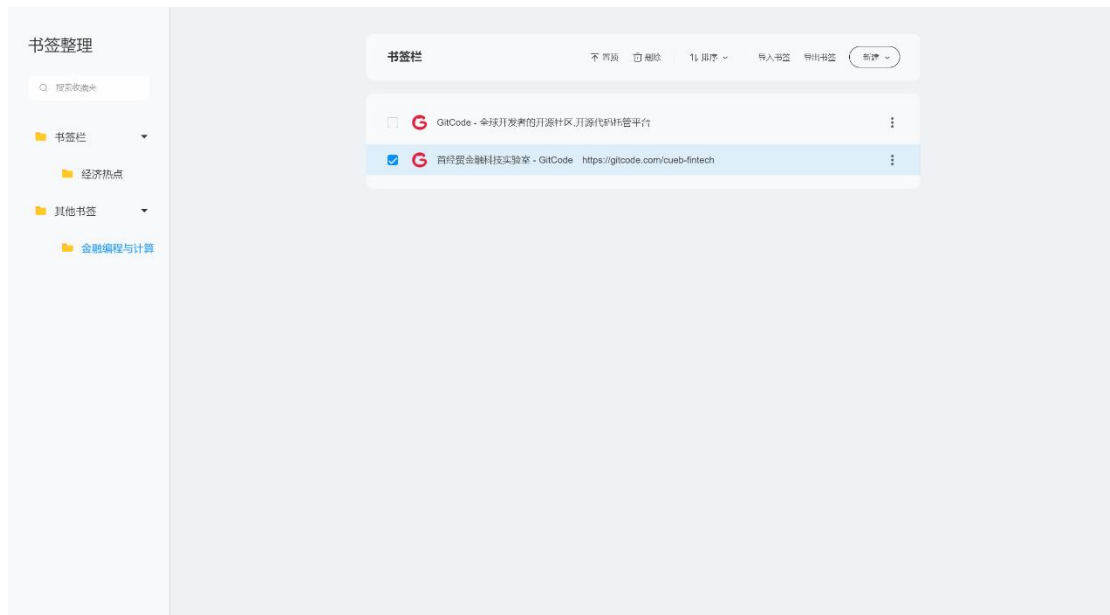 书签整理
搜索收藏夹
书签栏
经济热点
其他书签
金融编程与计算
书签栏 置顶 删除 排序 导入书签 导出书签 新建
GitCode - 全球开发者的开源社区,开源代码托管平台
首经贸金融科技实验室 - GitCode https://gitcode.com/cueb-fintech